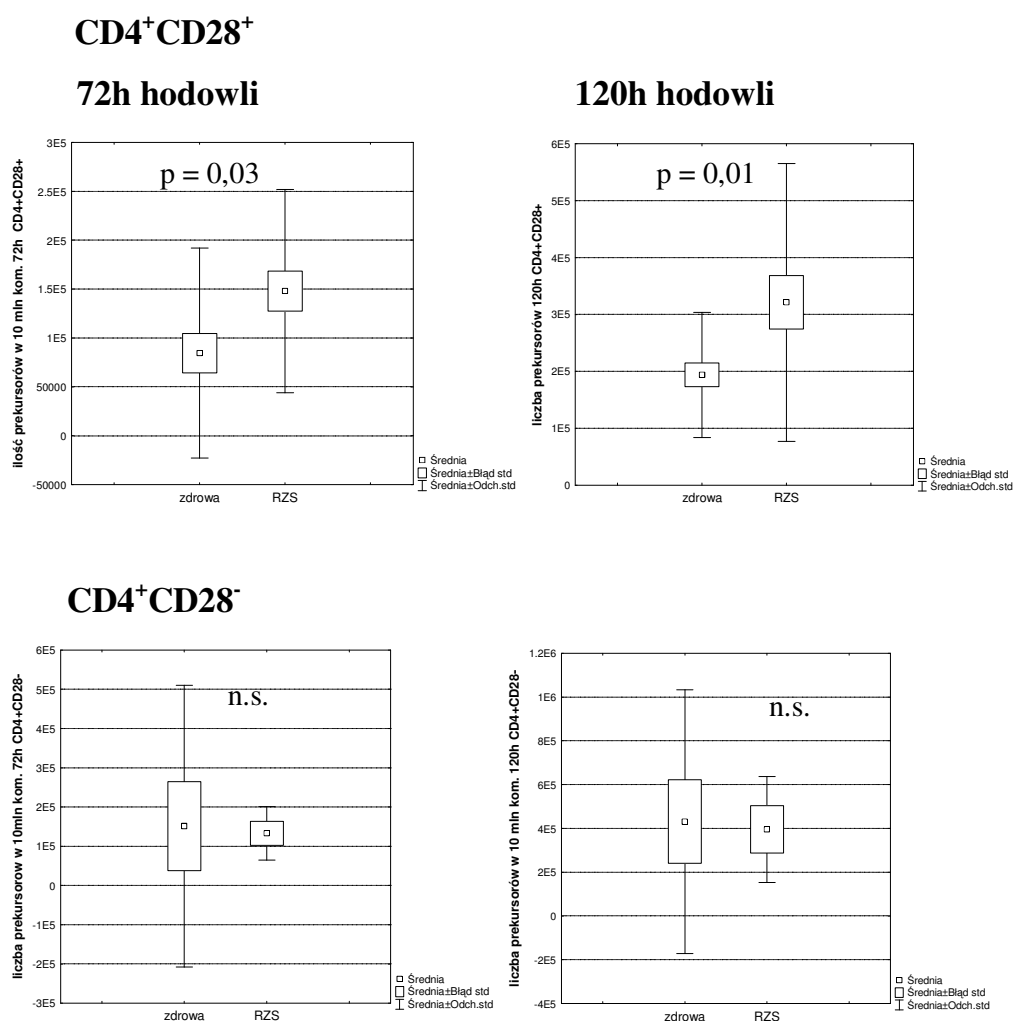 CD4+CD28+
72h hodowli
120h hodowli
ilość prekursorów w 10 mln kom. 72h CD4+CD28+
3E5
2.5E5
2E5
1.5E5
1E5
50000
0
-50000
p = 0,03
zdrowa
RZS
Średnia
Średnia±Błąd std
Średnia±Odch.std
liczba prekursorów 120h CD4+CD28+
6E5
5E5
4E5
3E5
2E5
1E5
0
p = 0,01
zdrowa
RZS
Średnia
Średnia±Błąd std
Średnia±Odch.std
CD4+CD28-
liczba prekursorow w 10mln kom. 72h CD4+CD28-
6E5
5E5
4E5
3E5
2E5
1E5
0
-1E5
-2E5
-3E5
n.s.
zdrowa
RZS
Średnia
Średnia±Błąd std
Średnia±Odch.std
liczba prekursorów w 10 mln kom. 120h CD4+CD28-
1.2E6
1E6
8E5
6E5
4E5
2E5
0
-2E5
-4E5
n.s.
zdrowa
RZS
Średnia
Średnia±Błąd std
Średnia±Odch.std